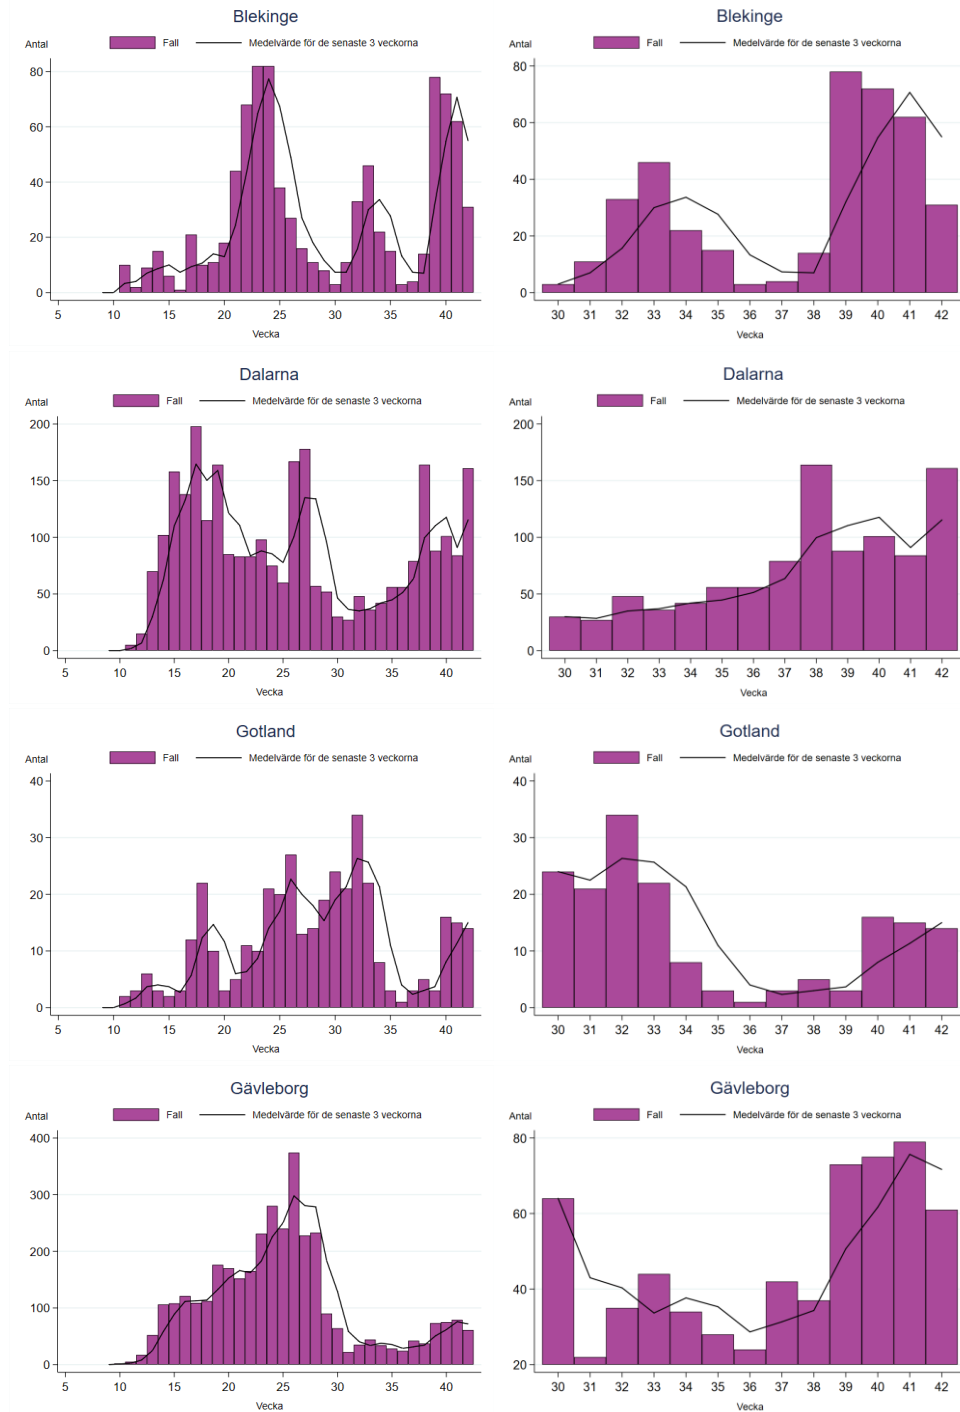 Blekinge
Antal
Fall
Medelvärde för de senaste 3 veckorna
80
60
40
20
0
5 10 15 20 25 30 35 40
Vecka
Blekinge
Antal
Fall
Medelvärde för de senaste 3 veckorna
80
60
40
20
0
30 31 32 33 34 35 36 37 38 39 40 41 42
Vecka
Dalarna
Antal
Fall
Medelvärde för de senaste 3 veckorna
200
150
100
50
0
5 10 15 20 25 30 35 40
Vecka
Dalarna
Antal
Fall
Medelvärde för de senaste 3 veckorna
200
150
100
50
0
30 31 32 33 34 35 36 37 38 39 40 41 42
Vecka
Gotland
Antal
Fall
Medelvärde för de senaste 3 veckorna
40
30
20
10
0
5 10 15 20 25 30 35 40
Vecka
Gotland
Antal
Fall
Medelvärde för de senaste 3 veckorna
40
30
20
10
0
30 31 32 33 34 35 36 37 38 39 40 41 42
Vecka
Gävleborg
Antal
Fall
Medelvärde för de senaste 3 veckorna
400
300
200
100
0
5 10 15 20 25 30 35 40
Vecka
Gävleborg
Antal
Fall
Medelvärde för de senaste 3 veckorna
80
60
40
20
30 31 32 33 34 35 36 37 38 39 40 41 42
Vecka